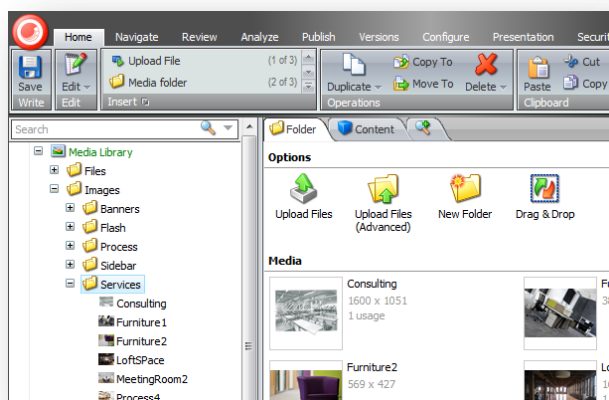 Home Navigate Review Analyze Publish Versions Configure Presentation Securit
Save
Write
Edit
Edit
Upload File (1 of 3)
Media folder (2 of 3)
Insert
Duplicate
Copy To
Move To
Delete
Operations
Paste
Cut
Copy
Clipboard
Search
Folder Content
Media Library
Files
Images
Banners
Flash
Process
Sidebar
Services
Consulting
Furniture1
Furniture2
LoftSPace
MeetingRoom2
Process4
Options
Upload Files
Upload Files
(Advanced)
New Folder
Drag & Drop
Media
Consulting
1600 x 1051
1 usage
Furniture2
569 x 427